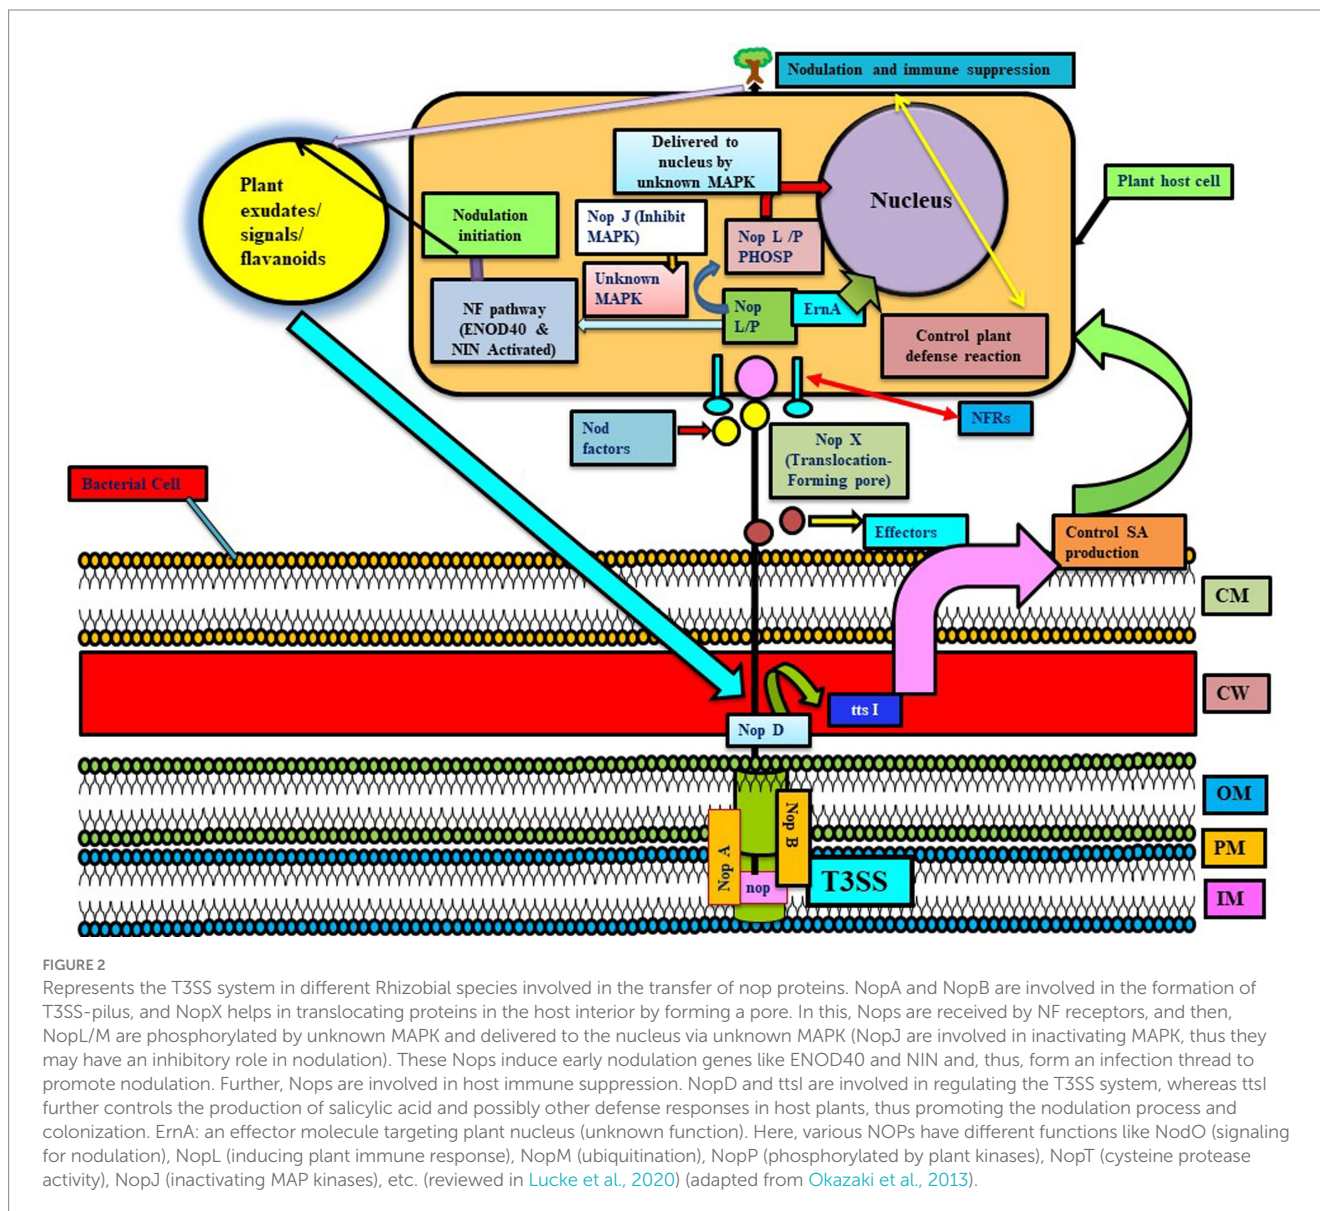 Nodulation and immune suppression
Delivered to
nucleus by
unknown MAPK
Plant
exudates/
signals/
flavanoids
Nodulation
initiation
Nop J (Inhibit
MAPK)
Nop L /P
PHOSP
Nucleus
Plant host cell
Unknown
MAPK
NF pathway
(ENOD40 &
NIN Activated)
Nop
L/P
ErnA
Control plant
defense reaction
NFRs
Nod
factors
Nop X
(Translocation-
Forming pore)
Bacterial Cell
Effectors
Control SA
production
CM
CW
tts I
Nop D
OM
Nop B
Nop A
PM
T3SS
nop
IM
FIGURE 2
Represents the T3SS system in different Rhizobial species involved in the transfer of nop proteins. NopA and NopB are involved in the formation of
T3SS-pilus, and NopX helps in translocating proteins in the host interior by forming a pore. In this, Nops are received by NF receptors, and then,
NopL/M are phosphorylated by unknown MAPK and delivered to the nucleus via unknown MAPK (NopJ are involved in inactivating MAPK, thus they
may have an inhibitory role in nodulation). These Nops induce early nodulation genes like ENOD40 and NIN and, thus, form an infection thread to
promote nodulation. Further, Nops are involved in host immune suppression. NopD and ttsI are involved in regulating the T3SS system, whereas ttsI
further controls the production of salicylic acid and possibly other defense responses in host plants, thus promoting the nodulation process and
colonization. ErnA: an effector molecule targeting plant nucleus (unknown function). Here, various NOPs have different functions like NodO (signaling
for nodulation), NopL (inducing plant immune response), NopM (ubiquitination), NopP (phosphorylated by plant kinases), NopT (cysteine protease
activity), NopJ (inactivating MAP kinases), etc. (reviewed in Lucke et al., 2020) (adapted from Okazaki et al., 2013).